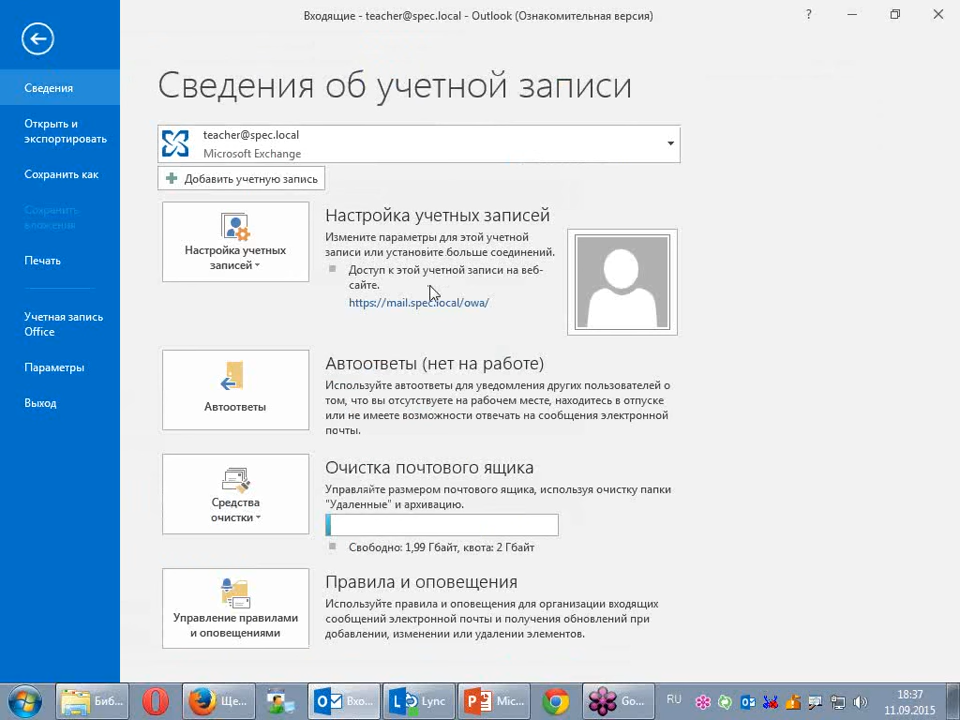 Входящие - teacher@spec.local - Outlook (Ознакомительная версия)
?
Сведения
Открыть и
экспортировать
Сохранить как
Сохранить
вложения
Печать
Учетная запись
Office
Параметры
Выход
Сведения об учетной записи
teacher@spec.local
Microsoft Exchange
Добавить учетную запись
Настройка учетных
записей
Настройка учетных записей
Измените параметры для этой учетной
записи или установите больше соединений.
Доступ к этой учетной записи на веб-
сайте.
https://mail.spec.local/owa/
Автоответы
Автоответы (нет на работе)
Используйте автоответы для уведомления других пользователей о
том, что вы отсутствуете на рабочем месте, находитесь в отпуске
или не имеете возможности отвечать на сообщения электронной
почты.
Средства
очистки
Очистка почтового ящика
Управляйте размером почтового ящика, используя очистку папки
"Удаленные" и архивацию.
Свободно: 1,99 Гбайт, квота: 2 Гбайт
Управление правилами
и оповещениями
Правила и оповещения
Используйте правила и оповещения для организации входящих
сообщений электронной почты и получения обновлений при
добавлении, изменении или удалении элементов.
Биб...
Ще...
Вхо...
Lync
Mic...
Go...
RU
18:37
11.09.2015